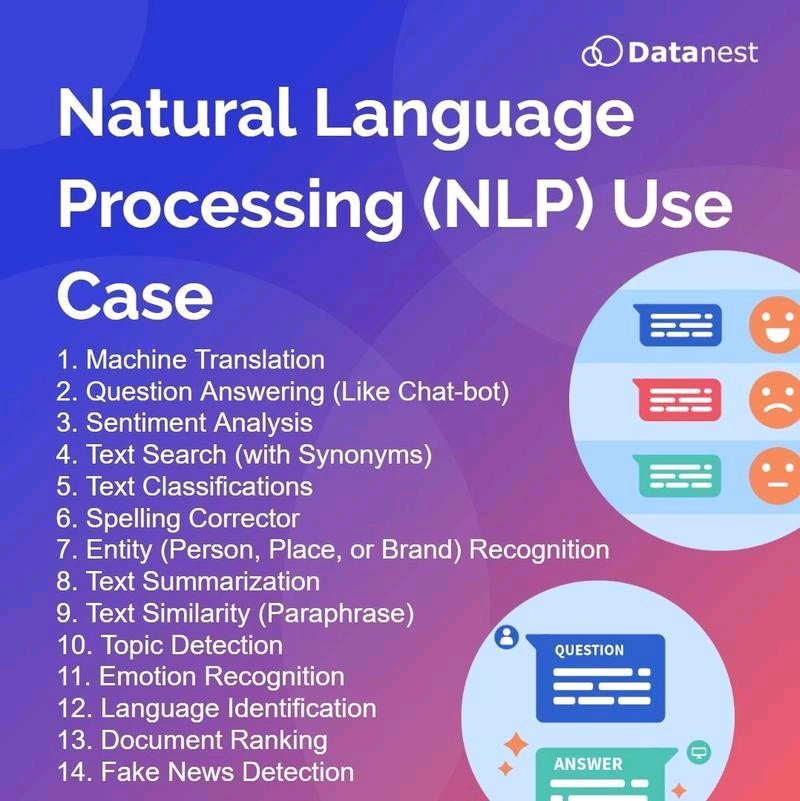 Datanest
Natural Language
Processing (NLP) Use
Case
1. Machine Translation
2. Question Answering (Like Chat-bot)
3. Sentiment Analysis
4. Text Search (with Synonyms)
5. Text Classifications
6. Spelling Corrector
7. Entity (Person, Place, or Brand) Recognition
8. Text Summarization
9. Text Similarity (Paraphrase)
10. Topic Detection
11. Emotion Recognition
12. Language Identification
13. Document Ranking
14. Fake News Detection
QUESTION
ANSWER